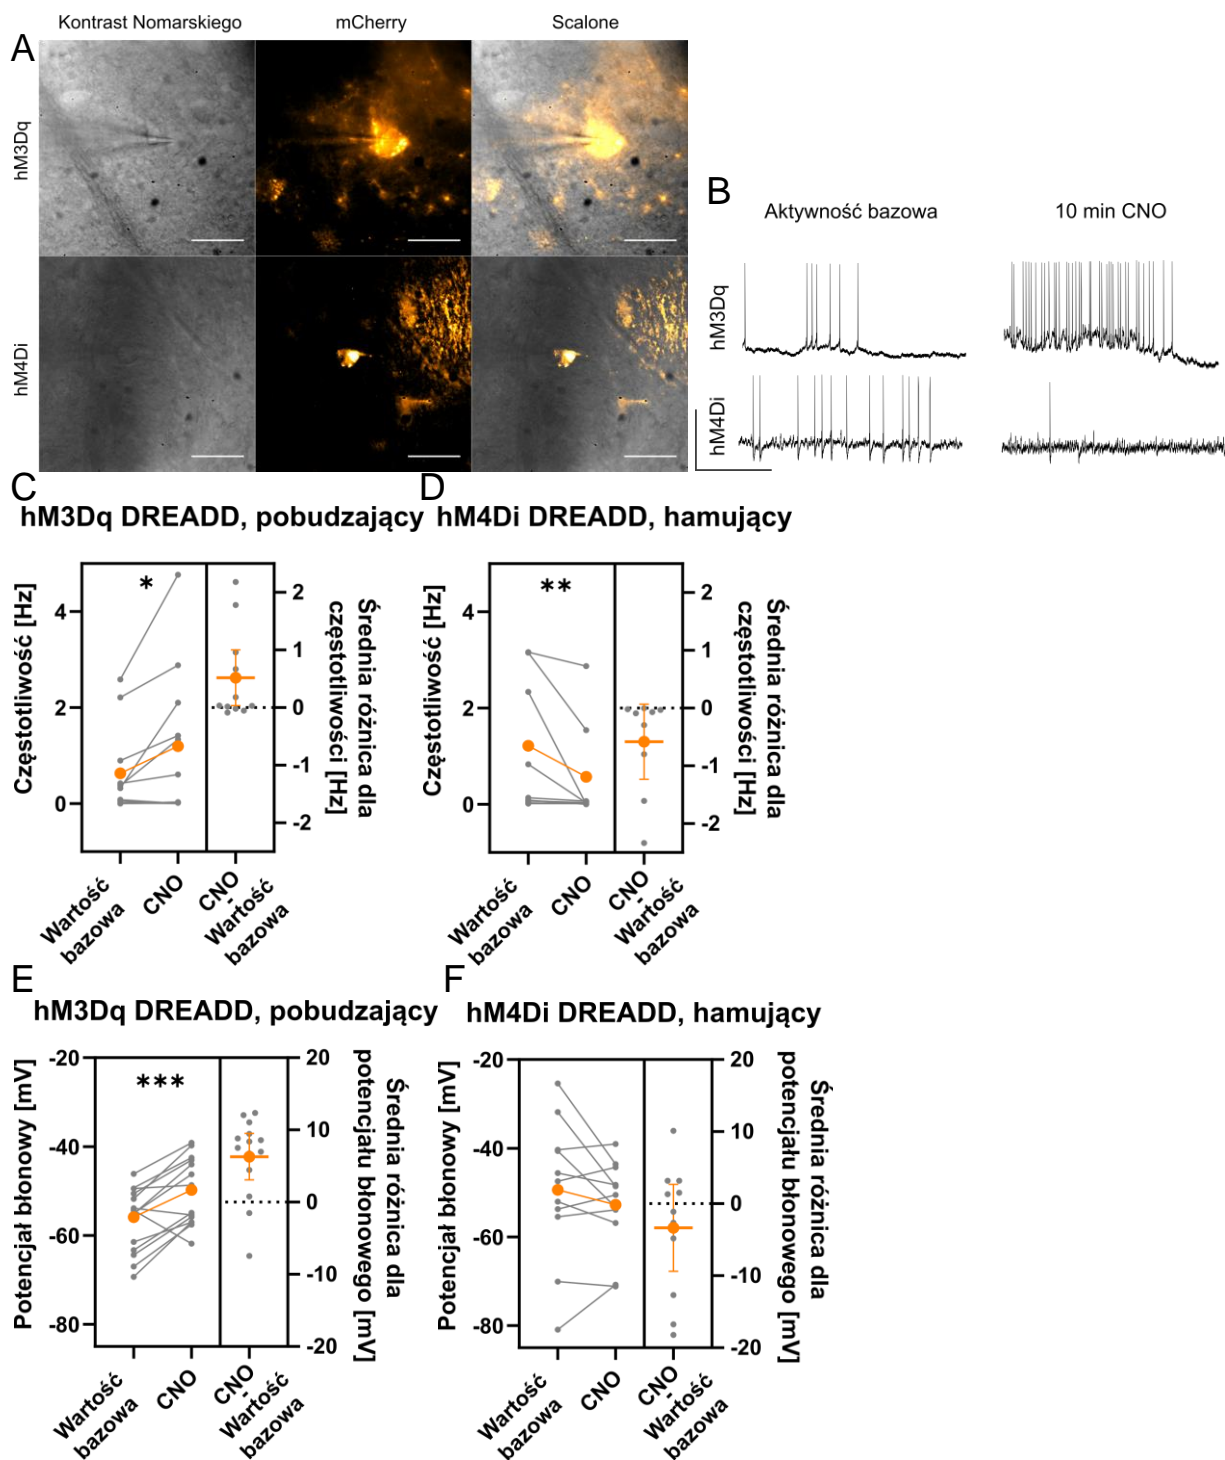 Kontrast Nomarskiego
mCherry
Scalone
A
hM3Dq
hM4Di
B
Aktywność bazowa
10 min CNO
hM3Dq
hM4Di
C
hM3Dq DREADD, pobudzający
Częstotliwość [Hz]
4
2
0
*
2
1
0
-1
-2
Średnia różnica dla
częstotliwości [Hz]
Wartość
bazowa
CNO
CNO
-
Wartość
bazowa
D
hM4Di DREADD, hamujący
Częstotliwość [Hz]
4
2
0
**
2
1
0
-1
-2
Średnia różnica dla
częstotliwości [Hz]
Wartość
bazowa
CNO
CNO
-
Wartość
bazowa
E
hM3Dq DREADD, pobudzający
Potencjał błonowy [mV]
-20
-40
-60
-80
***
20
10
0
-10
-20
Średnia różnica dla
potencjału błonowego [mV]
Wartość
bazowa
CNO
CNO
-
Wartość
bazowa
F
hM4Di DREADD, hamujący
Potencjał błonowy [mV]
-20
-40
-60
-80
20
10
0
-10
-20
Średnia różnica dla
potencjału błonowego [mV]
Wartość
bazowa
CNO
CNO
-
Wartość
bazowa